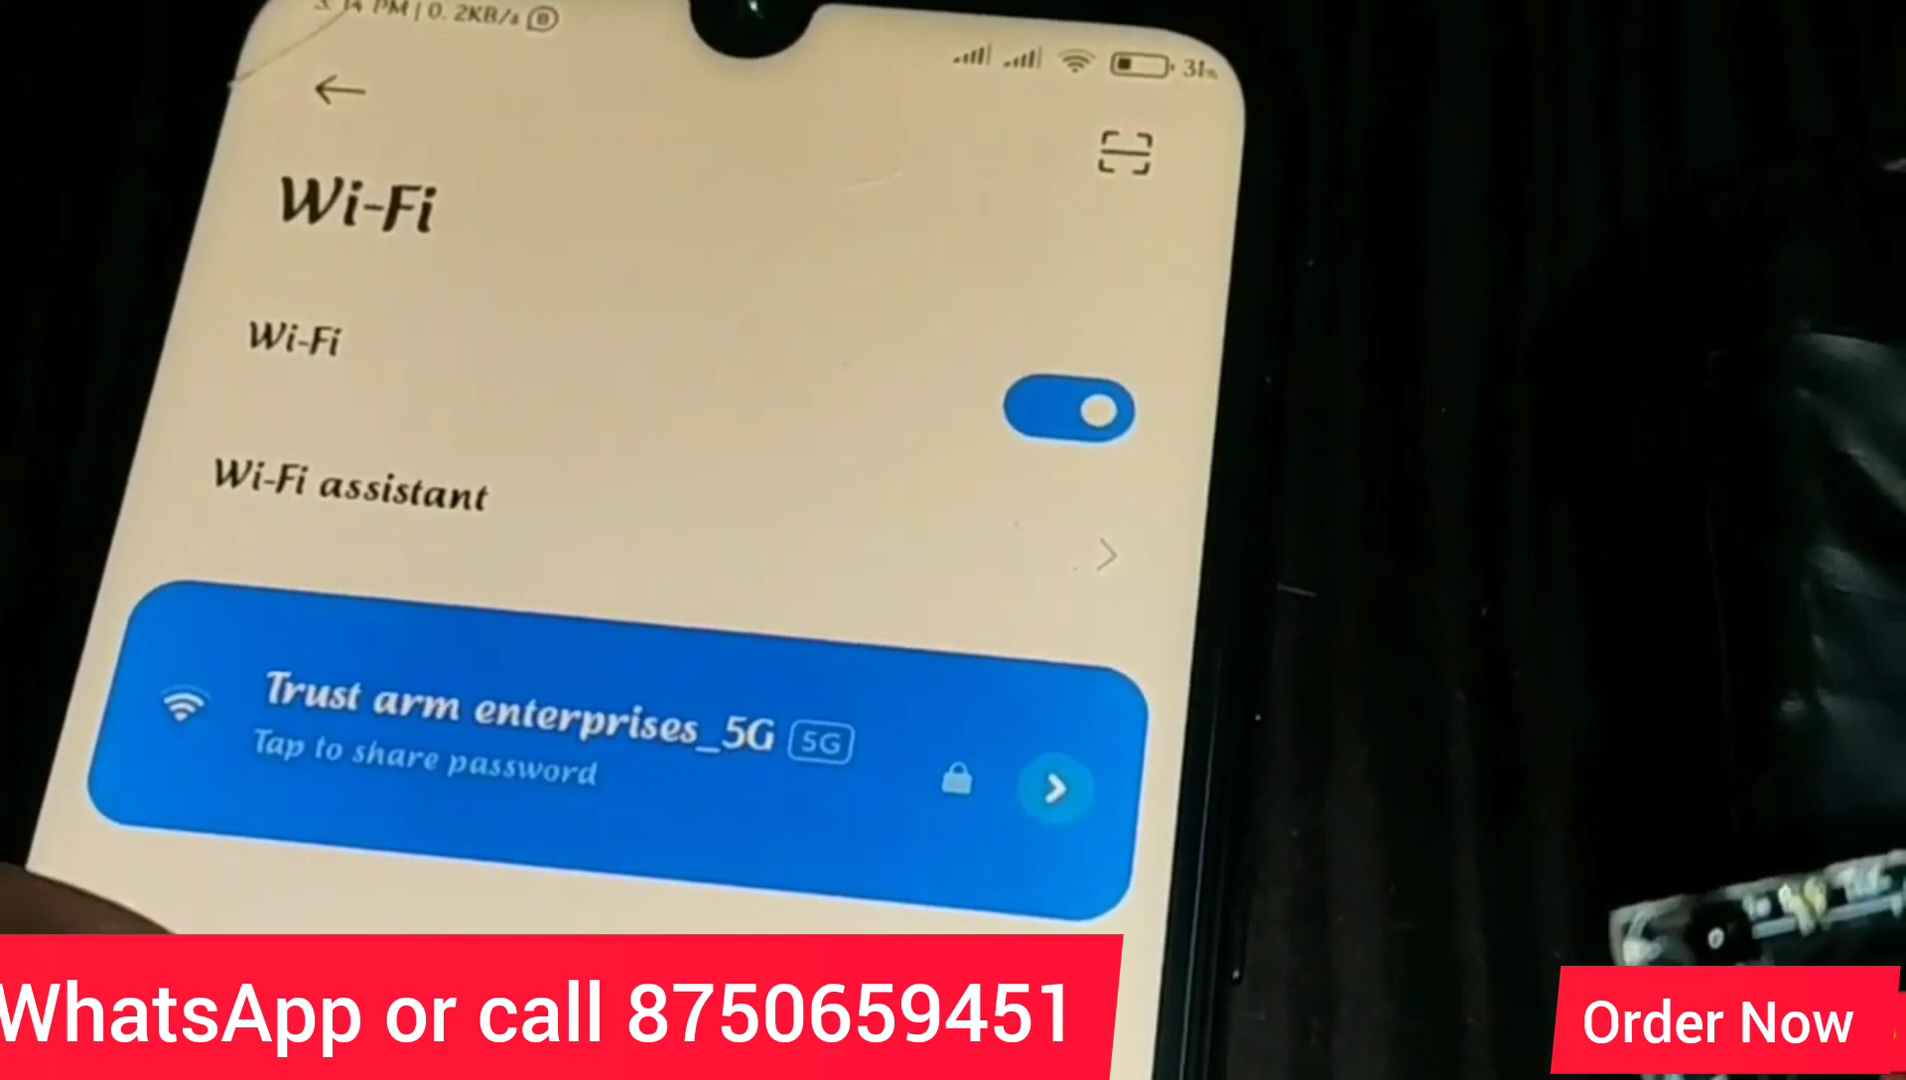 14 PM | 0. 2KB/s
31%
Wi-Fi
Wi-Fi
Wi-Fi assistant
Trust arm enterprises_5G 5G
Tap to share password
WhatsApp or call 8750659451
Order Now